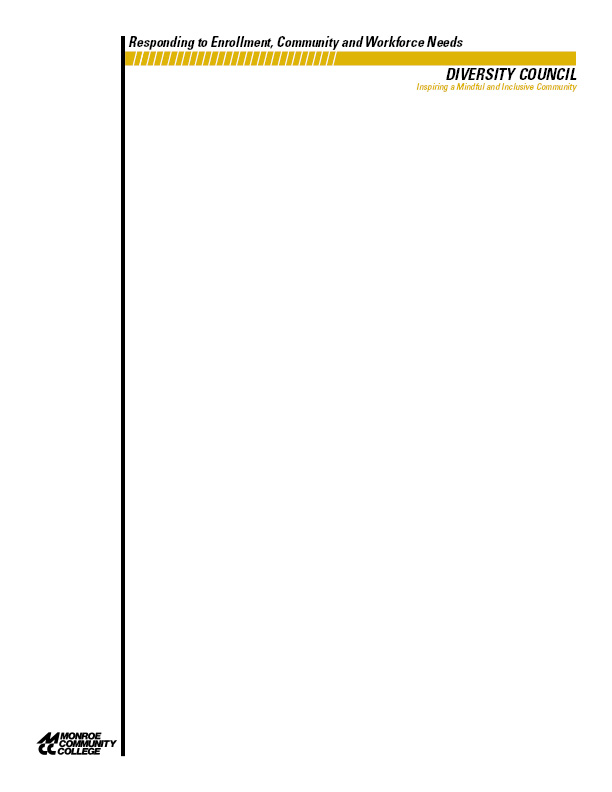 Responding to Enrollment, Community and Workforce Needs
DIVERSITY COUNCIL
Inspiring a Mindful and Inclusive Community
MONROE
COMMUNITY
COLLEGE